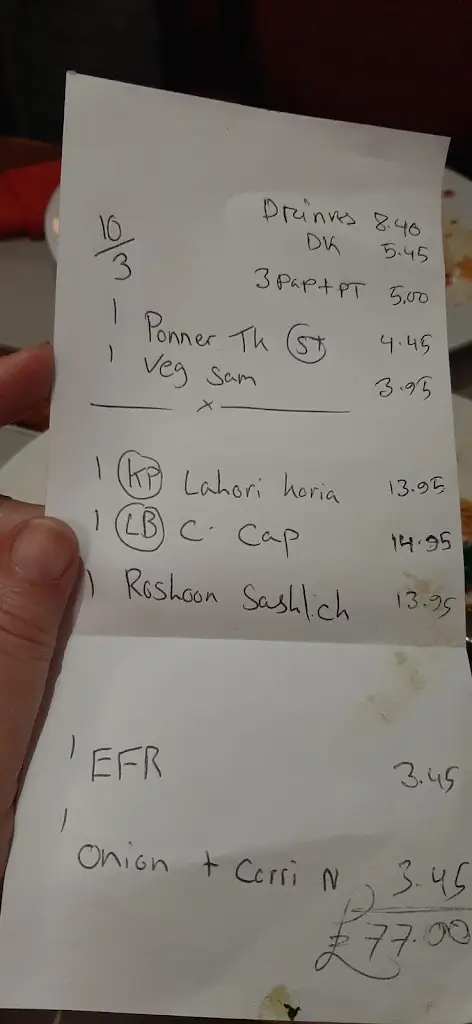 10/3
Drinks 8.40
DK 5.45
3 Pap + PT 5.00
1 Ponner Tk ST 4.45
1 Veg Sam 3.95
x
1 KP Lahori horia 13.95
1 LB C. Cap 14.95
1 Roshoon Sashlich 13.95
1 EFR 3.45
1 Onion + Corri N 3.45
£77.00